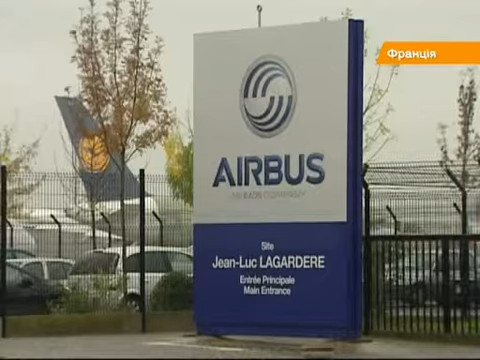 Франція
AIRBUS
AN EADS COMPANY
Site
Jean-Luc LAGARDERE
Entrée Principale
Main Entrance